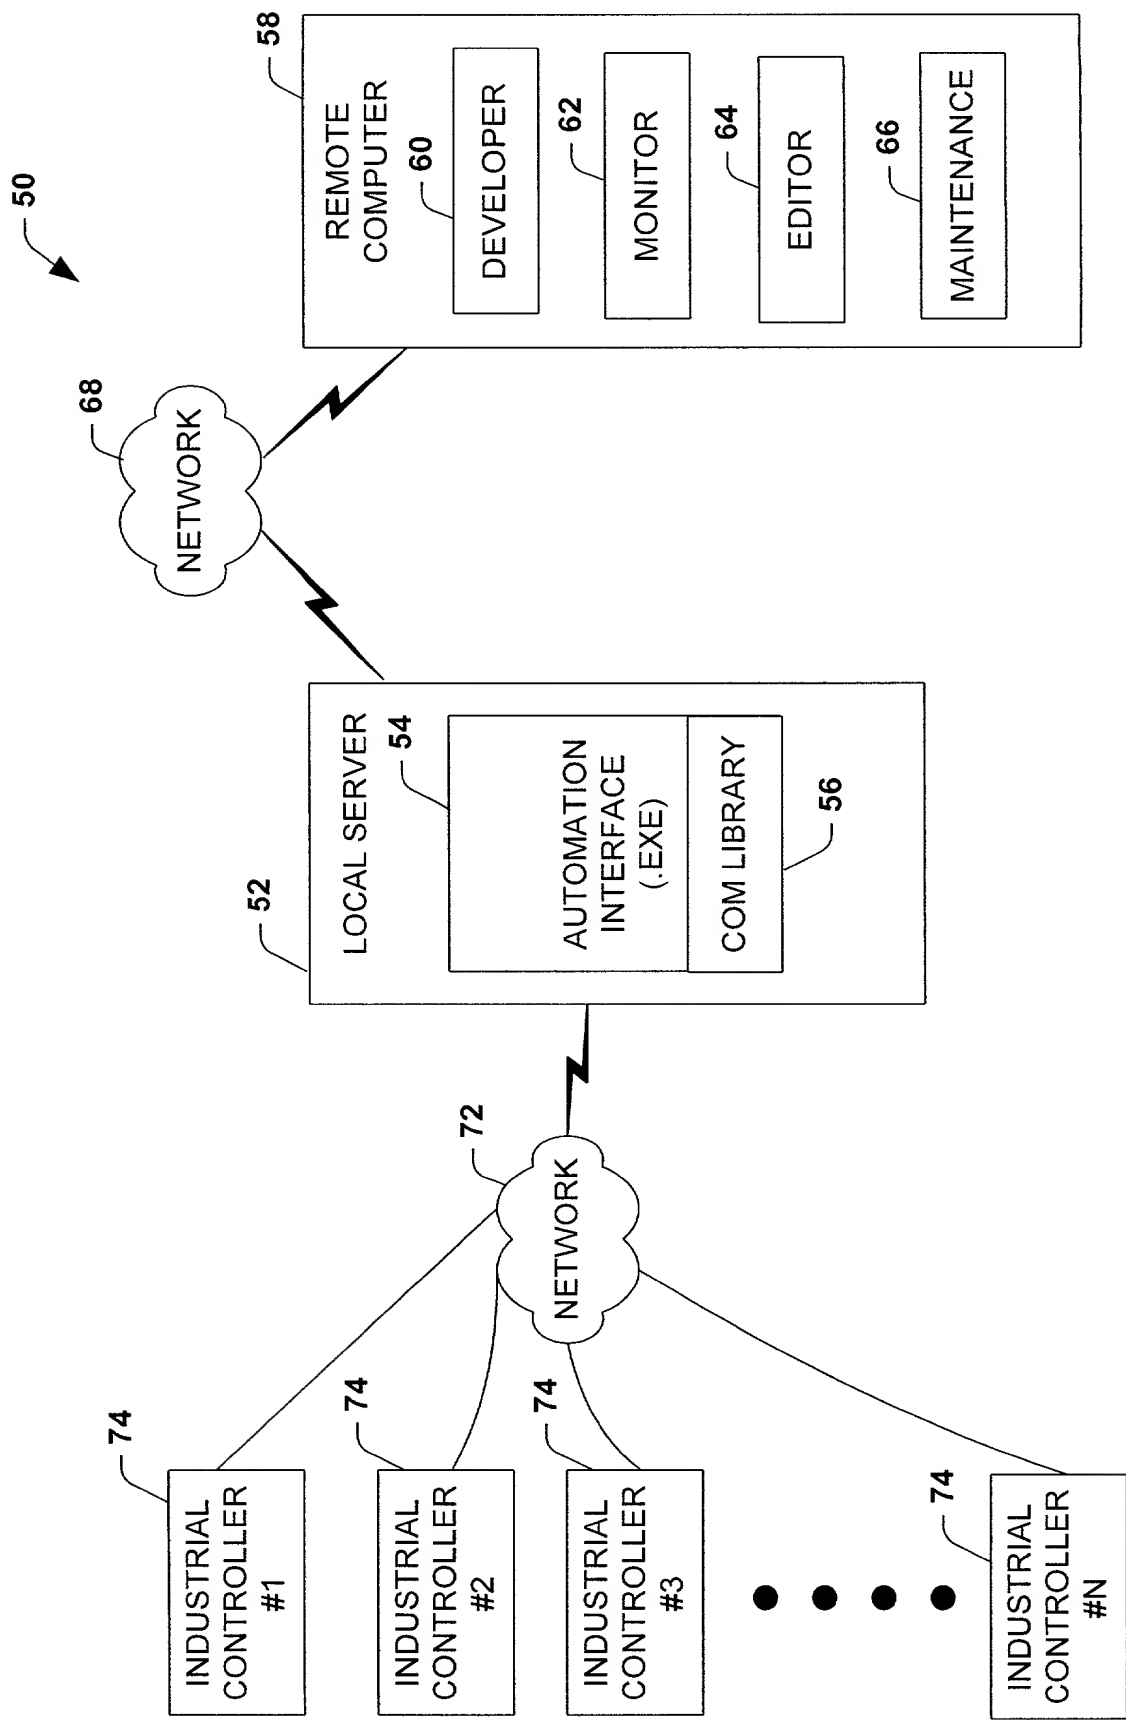 50
74
INDUSTRIAL
CONTROLLER
#1
74
INDUSTRIAL
CONTROLLER
#2
74
INDUSTRIAL
CONTROLLER
#3
74
INDUSTRIAL
CONTROLLER
#N
72
NETWORK
52
LOCAL SERVER
54
AUTOMATION
INTERFACE
(.EXE)
COM LIBRARY
56
68
NETWORK
58
REMOTE
COMPUTER
60
DEVELOPER
62
MONITOR
64
EDITOR
66
MAINTENANCE